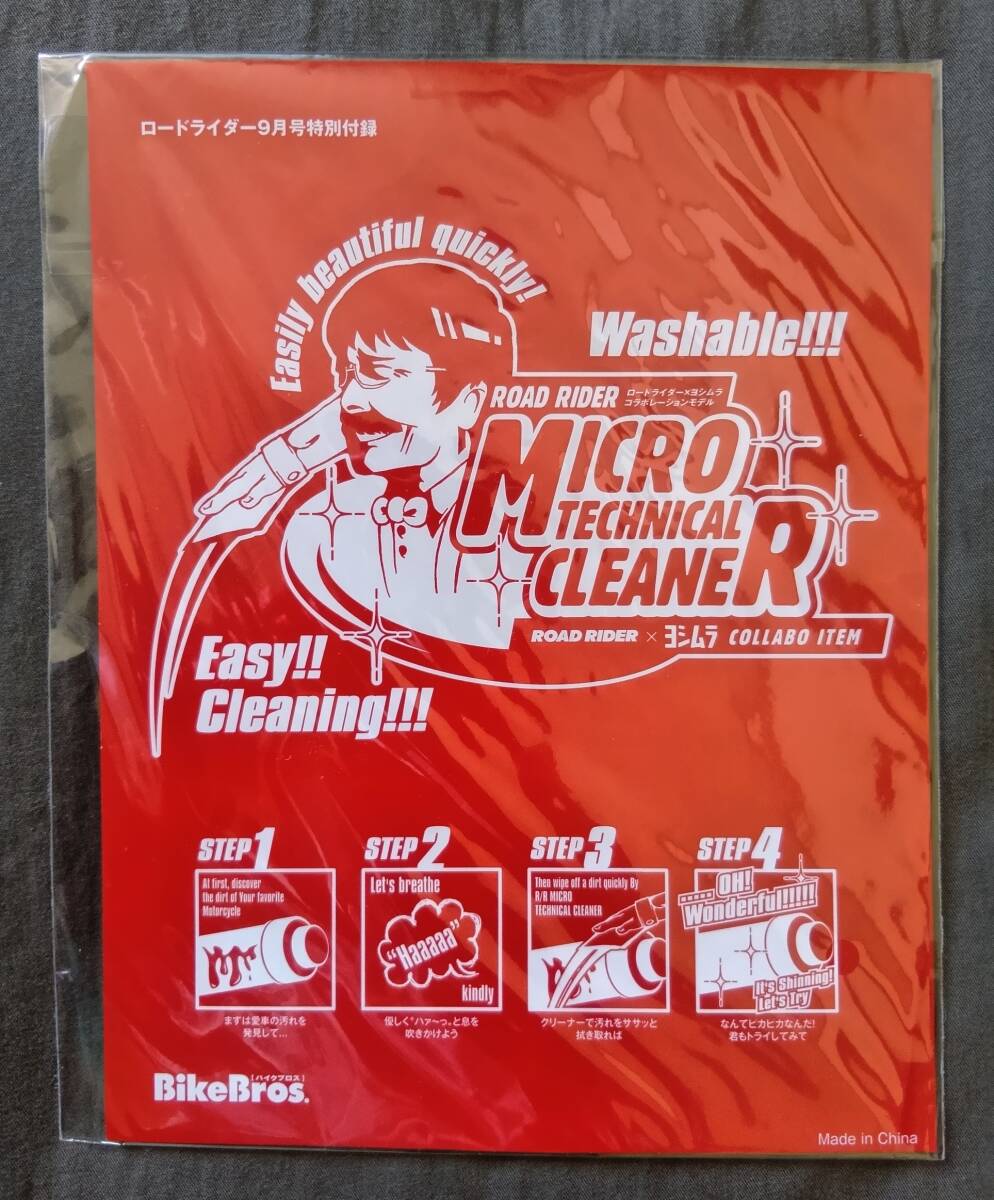 ロードライダー9月号特別付録
Easily beautiful quickly!
Washable!!!
ROAD RIDER
ロードライダー×ヨシムラ
コラボレーションモデル
MICRO
TECHNICAL
CLEANER
ROAD RIDER × ヨシムラ COLLABO ITEM
Easy!!
Cleaning!!!
STEP 1
At first, discover
the dirt of Your favorite
Motorcycle
まずは愛車の汚れを
発見して…
STEP 2
Let's breathe
"Haaaaa"
kindly
優しく"ハァ〜っ。と息を
吹きかけよう
STEP 3
Then wipe off a dirt quickly By
R/R MICRO
TECHNICAL CLEANER
クリーナーで汚れをササッと
拭き取れば
STEP 4
OH!
Wonderful!!!!!
It's Shinning!
Let's Try
なんてピカピカなんだ!
君もトライしてみて
[バイクブロス]
BikeBros.
Made in China